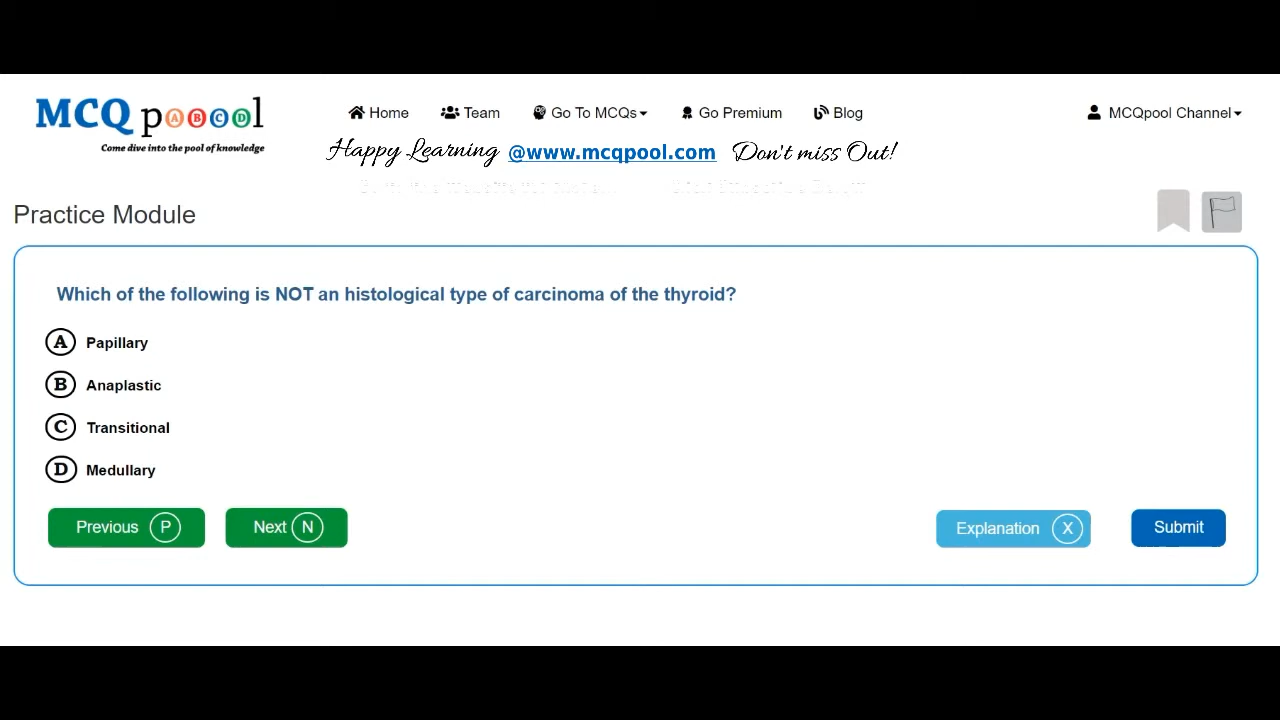 MCQ poool
Come dive into the pool of knowledge
Home Team Go To MCQs Go Premium Blog MCQpool Channel
Happy Learning @www.mcqpool.com Don't miss Out!
Practice Module
Which of the following is NOT an histological type of carcinoma of the thyroid?
A Papillary
B Anaplastic
C Transitional
D Medullary
Previous P Next N Explanation X Submit